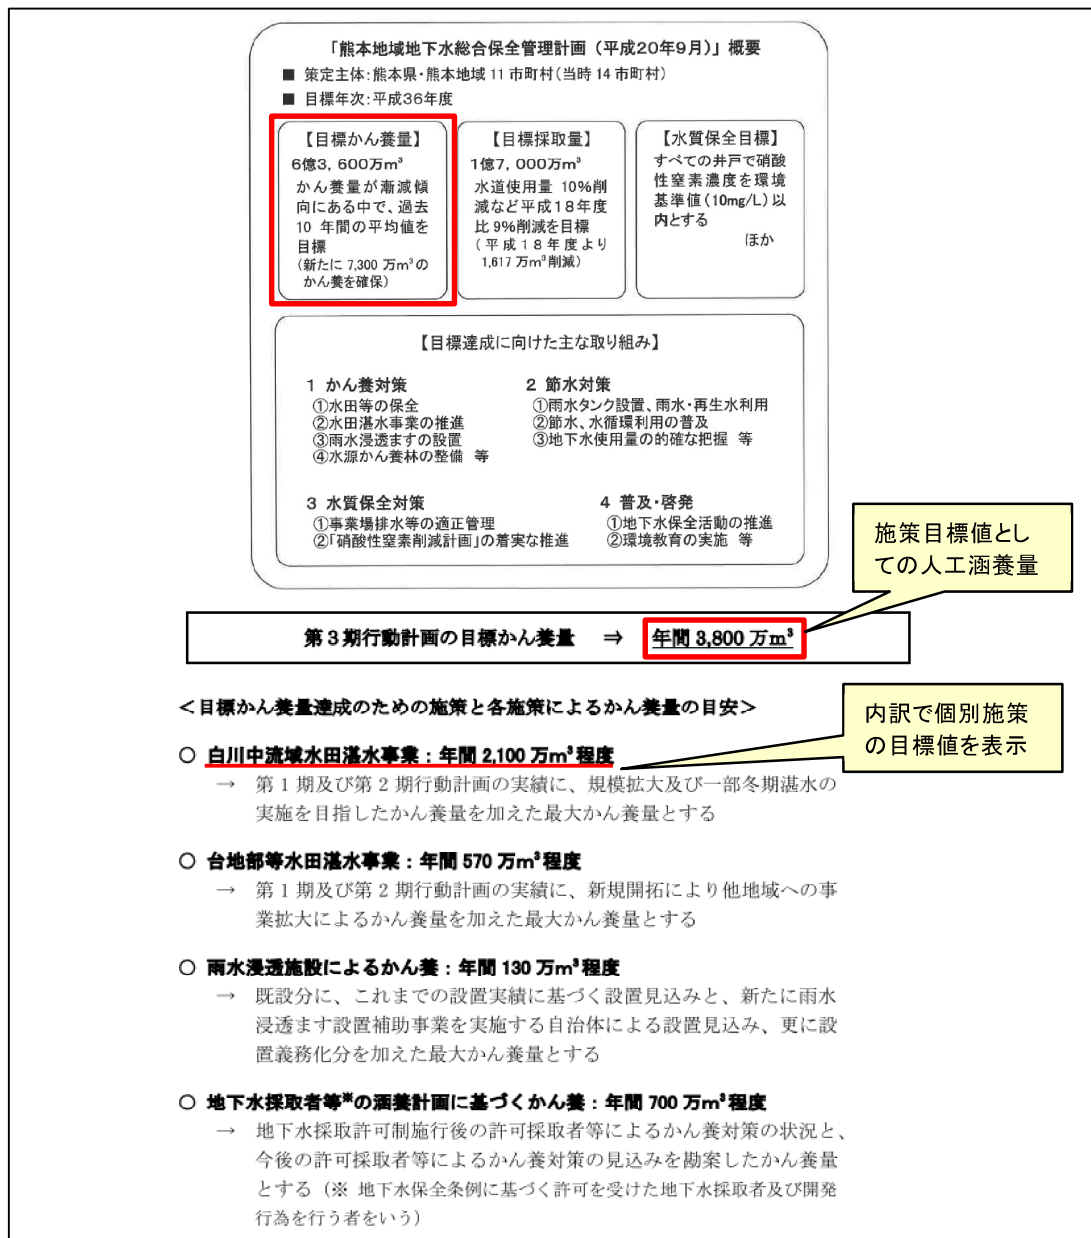 「熊本地域地下水総合保全管理計画（平成20年9月）」概要
■ 策定主体：熊本県・熊本地域 11 市町村（当時 14 市町村）
■ 目標年次：平成36年度
【目標かん養量】
6億3，600万m³
かん養量が漸減傾
向にある中で、過去
10 年間の平均値を
目標
（新たに 7,300 万m³の
かん養を確保）
【目標採取量】
1億7，000万m³
水道使用量 10%削
減など平成18年度
比 9%削減を目標
（平成18年度より
1,617 万m³削減）
【水質保全目標】
すべての井戸で硝酸
性窒素濃度を環境
基準値（10mg/L）以
内とする
ほか
【目標達成に向けた主な取り組み】
1 かん養対策
①水田等の保全
②水田湛水事業の推進
③雨水浸透ますの設置
④水源かん養林の整備 等
2 節水対策
①雨水タンク設置、雨水・再生水利用
②節水、水循環利用の普及
③地下水使用量の的確な把握 等
3 水質保全対策
①事業場排水等の適正管理
②「硝酸性窒素削減計画」の着実な推進
4 普及・啓発
①地下水保全活動の推進
②環境教育の実施 等
施策目標値とし
ての人工涵養量
第3期行動計画の目標かん養量 ⇒ 年間 3,800 万m³
＜目標かん養量達成のための施策と各施策によるかん養量の目安＞
内訳で個別施策
の目標値を表示
○ 白川中流域水田湛水事業：年間 2,100 万m³程度
→ 第1期及び第2期行動計画の実績に、規模拡大及び一部冬期湛水の
実施を目指したかん養量を加えた最大かん養量とする
○ 台地部等水田湛水事業：年間 570 万m³程度
→ 第1期及び第2期行動計画の実績に、新規開拓により他地域への事
業拡大によるかん養量を加えた最大かん養量とする
○ 雨水浸透施設によるかん養：年間 130 万m³程度
→ 既設分に、これまでの設置実績に基づく設置見込みと、新たに雨水
浸透ます設置補助事業を実施する自治体による設置見込み、更に設
置義務化分を加えた最大かん養量とする
○ 地下水採取者等※の涵養計画に基づくかん養：年間 700 万m³程度
→ 地下水採取許可制施行後の許可採取者等によるかん養対策の状況と、
今後の許可採取者等によるかん養対策の見込みを勘案したかん養量
とする（※ 地下水保全条例に基づく許可を受けた地下水採取者及び開発
行為を行う者をいう）